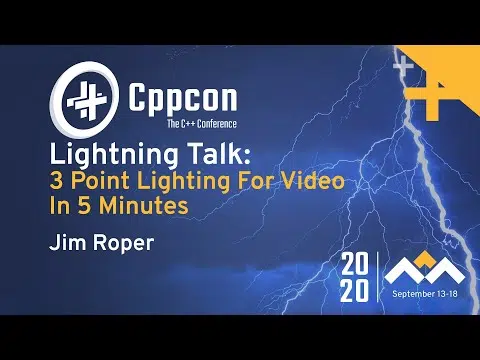 Cppcon
The C++ Conference
Lightning Talk:
3 Point Lighting For Video
In 5 Minutes
Jim Roper
20
20
September 13-18